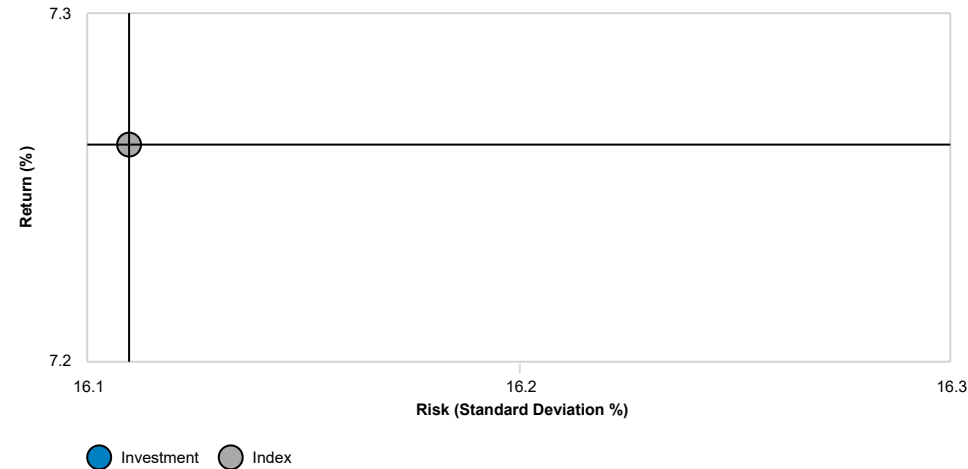 7.3
Return (%)
7.2
16.1 16.2 16.3
Risk (Standard Deviation %)
Investment Index